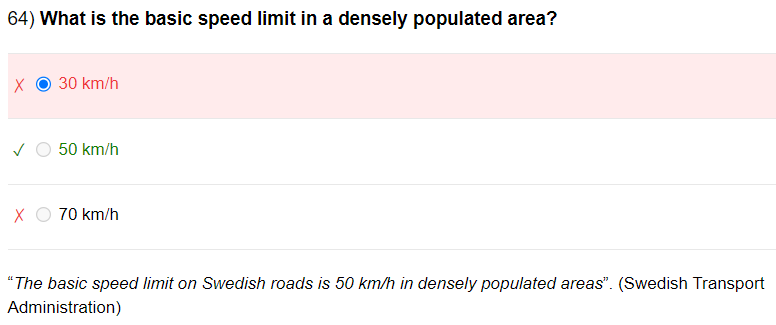 64) What is the basic speed limit in a densely populated area?
✗ 30 km/h
✓ 50 km/h
✗ 70 km/h
“The basic speed limit on Swedish roads is 50 km/h in densely populated areas”. (Swedish Transport
Administration)